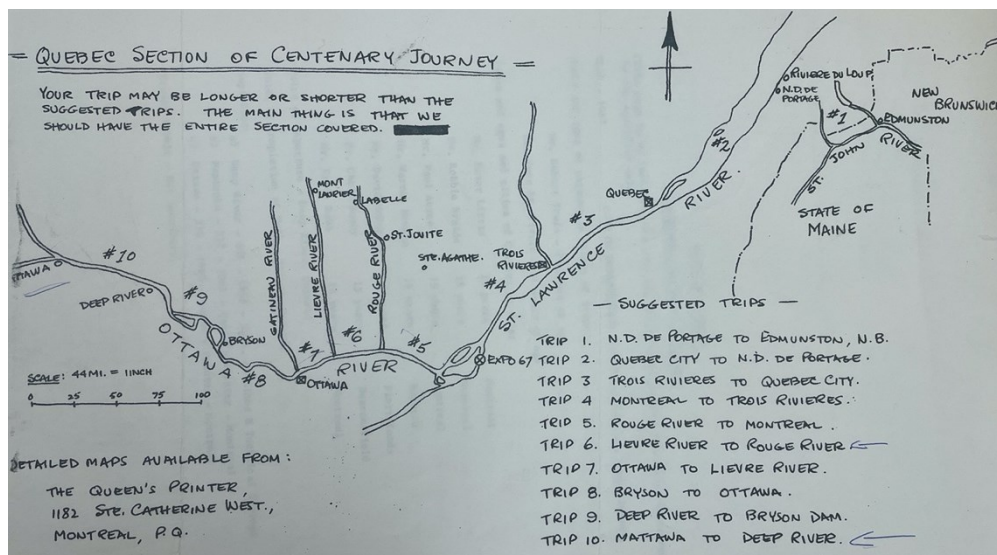 = QUEBEC SECTION OF CENTENARY JOURNEY =
YOUR TRIP MAY BE LONGER OR SHORTER THAN THE
SUGGESTED TRIPS. THE MAIN THING IS THAT WE
SHOULD HAVE THE ENTIRE SECTION COVERED.
RIVIERE DU LOUP
N.D. DE
PORTAGE
NEW
BRUNSWICK
#1
EDMUNSTON
ST. JOHN RIVER
STATE OF
MAINE
#2
QUEBEC
#3
ST. LAWRENCE RIVER.
TROIS
RIVIERES
#4
MONT
LAURIER
LABELLE
ST. JOVITE
STE. AGATHE.
GATINEAU RIVER
LIEVRE RIVER
ROUGE RIVER
#10
TTAWA
DEEP RIVER
#9
BRYSON
OTTAWA RIVER
#8
#7
#6
#5
OTTAWA
EXPO 67
SCALE: 44 MI. = 1 INCH
0 25 50 75 100
— SUGGESTED TRIPS —
TRIP 1. N.D. DE PORTAGE TO EDMUNSTON, N.B.
TRIP 2. QUEBEC CITY TO N.D. DE PORTAGE.
TRIP 3 TROIS RIVIERES TO QUEBEC CITY.
TRIP 4 MONTREAL TO TROIS RIVIERES.
TRIP 5. ROUGE RIVER TO MONTREAL.
TRIP 6. LIEVRE RIVER TO ROUGE RIVER
TRIP 7. OTTAWA TO LIEVRE RIVER.
TRIP 8. BRYSON TO OTTAWA.
TRIP 9. DEEP RIVER TO BRYSON DAM.
TRIP 10. MATTAWA TO DEEP RIVER.
DETAILED MAPS AVAILABLE FROM:
THE QUEEN'S PRINTER,
1182 STE. CATHERINE WEST.,
MONTREAL, P.Q.